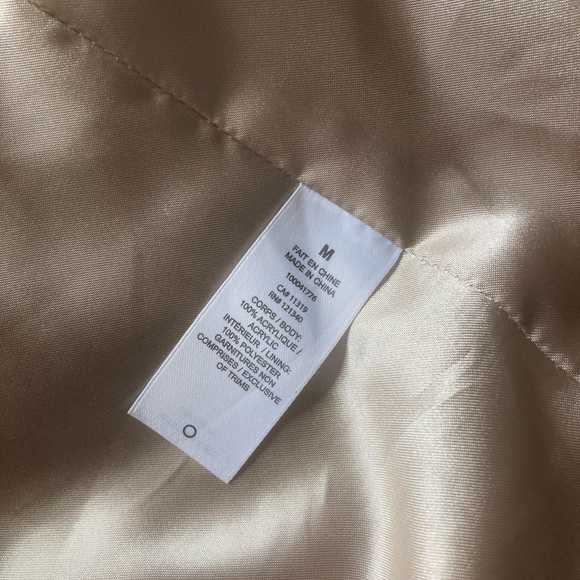 M
FAIT EN CHINE
MADE IN CHINA
100041776
CA# 11319
RN# 121340
CORPS / BODY:
100% ACRYLIQUE /
ACRYLIC
INTÉRIEUR / LINING:
100% POLYESTER
GARNITURES NON
COMPRISES / EXCLUSIVE
OF TRIMS
O